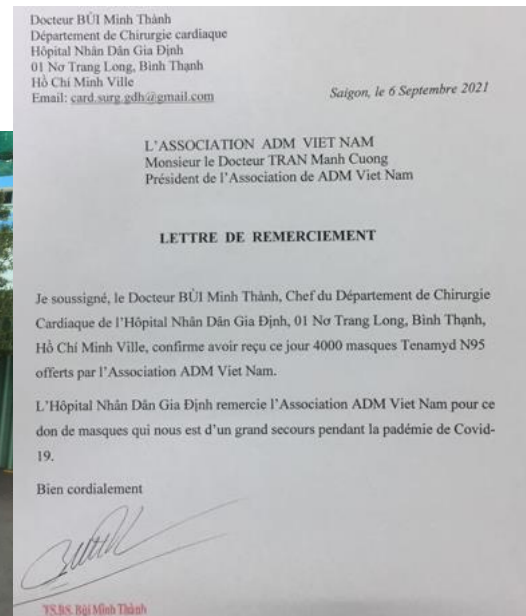 Docteur BÙI Minh Thành
Département de Chirurgie cardiaque
Hôpital Nhân Dân Gia Định
01 Nơ Trang Long, Bình Thạnh
Hồ Chí Minh Ville
Email: card.surg.gdh@gmail.com
Saigon, le 6 Septembre 2021
L'ASSOCIATION ADM VIET NAM
Monsieur le Docteur TRAN Manh Cuong
Président de l'Association de ADM Viet Nam
LETTRE DE REMERCIEMENT
Je soussigné, le Docteur BÙI Minh Thành, Chef du Département de Chirurgie
Cardiaque de l'Hôpital Nhân Dân Gia Định, 01 Nơ Trang Long, Bình Thạnh,
Hồ Chí Minh Ville, confirme avoir reçu ce jour 4000 masques Tenamyd N95
offerts par l'Association ADM Viet Nam.
L'Hôpital Nhân Dân Gia Định remercie l'Association ADM Viet Nam pour ce
don de masques qui nous est d'un grand secours pendant la padémie de Covid-
19.
Bien cordialement
TS.BS. Bùi Minh Thành